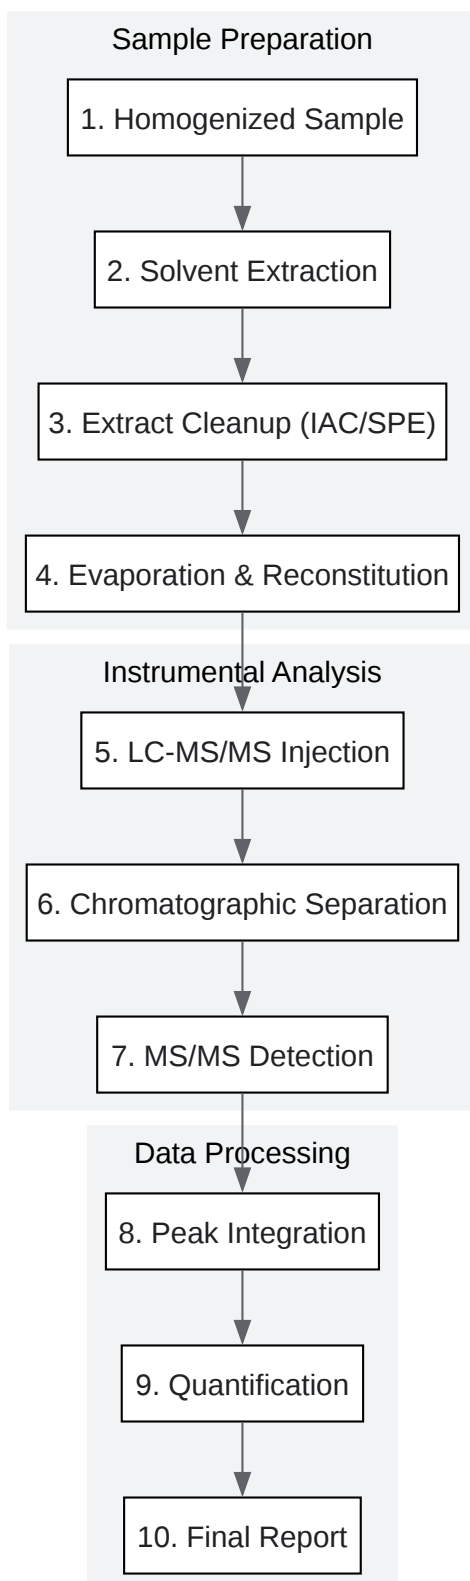 Sample Preparation
1. Homogenized Sample
2. Solvent Extraction
3. Extract Cleanup (IAC/SPE)
4. Evaporation & Reconstitution
Instrumental Analysis
5. LC-MS/MS Injection
6. Chromatographic Separation
7. MS/MS Detection
Data Processing
8. Peak Integration
9. Quantification
10. Final Report